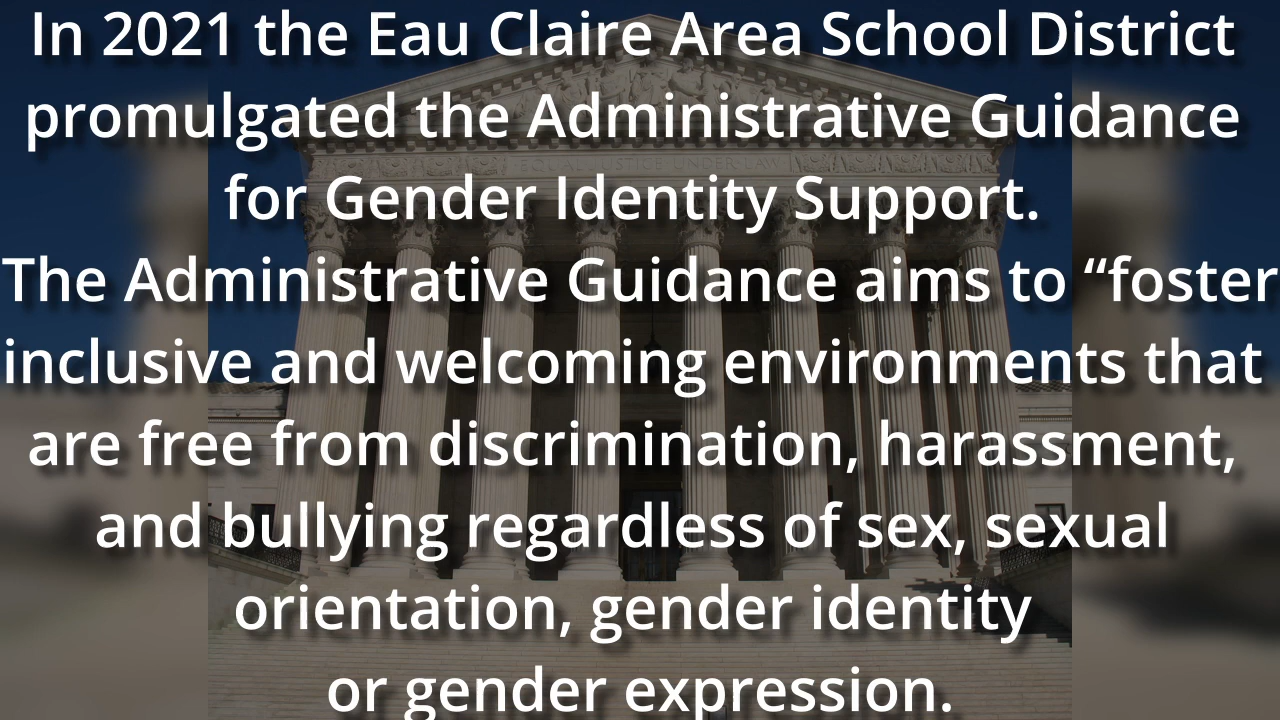 In 2021 the Eau Claire Area School District
promulgated the Administrative Guidance
for Gender Identity Support.
The Administrative Guidance aims to “foster
inclusive and welcoming environments that
are free from discrimination, harassment,
and bullying regardless of sex, sexual
orientation, gender identity
or gender expression.